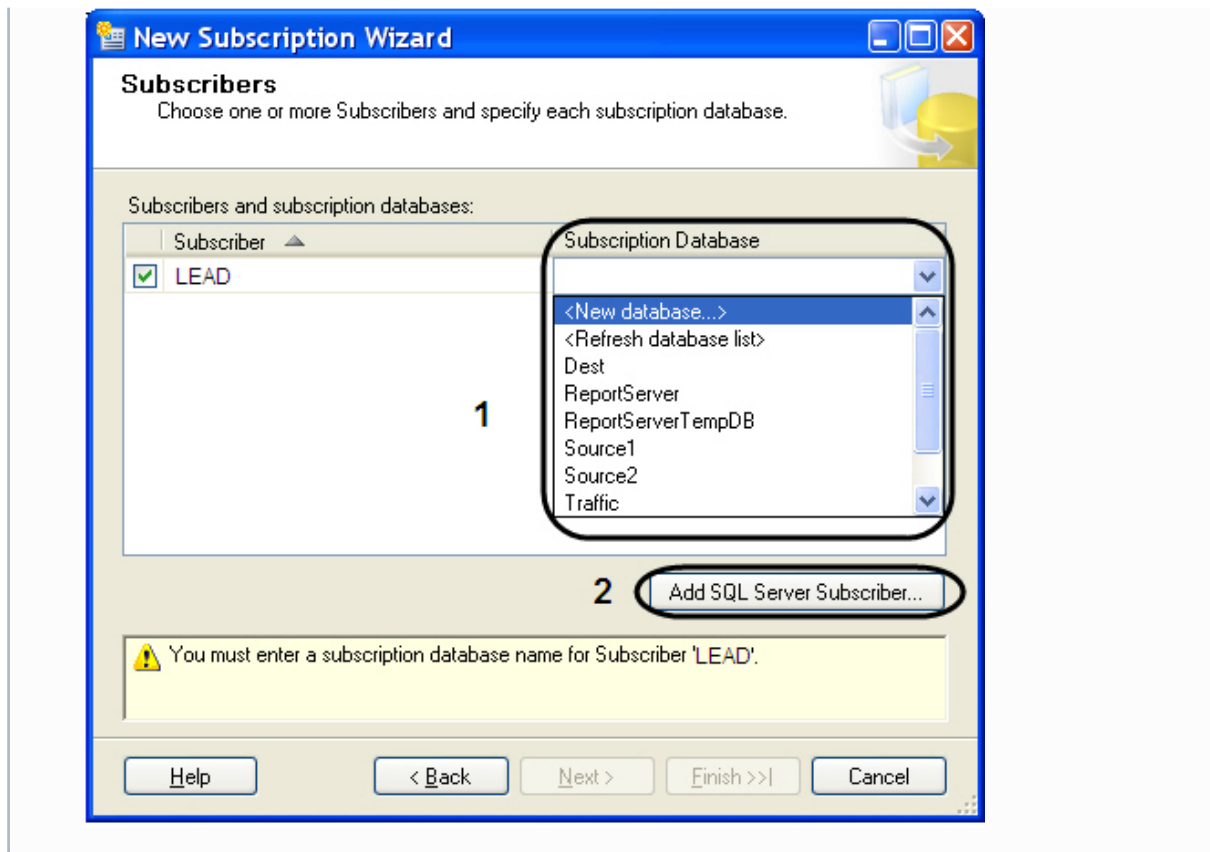 New Subscription Wizard
Subscribers
Choose one or more Subscribers and specify each subscription database.
Subscribers and subscription databases:
Subscriber Subscription Database
LEAD
<New database...>
<Refresh database list>
Dest
ReportServer
1
ReportServerTempDB
Source1
Source2
Traffic
2 Add SQL Server Subscriber...
You must enter a subscription database name for Subscriber 'LEAD'.
Help < Back Next > Finish >>| Cancel